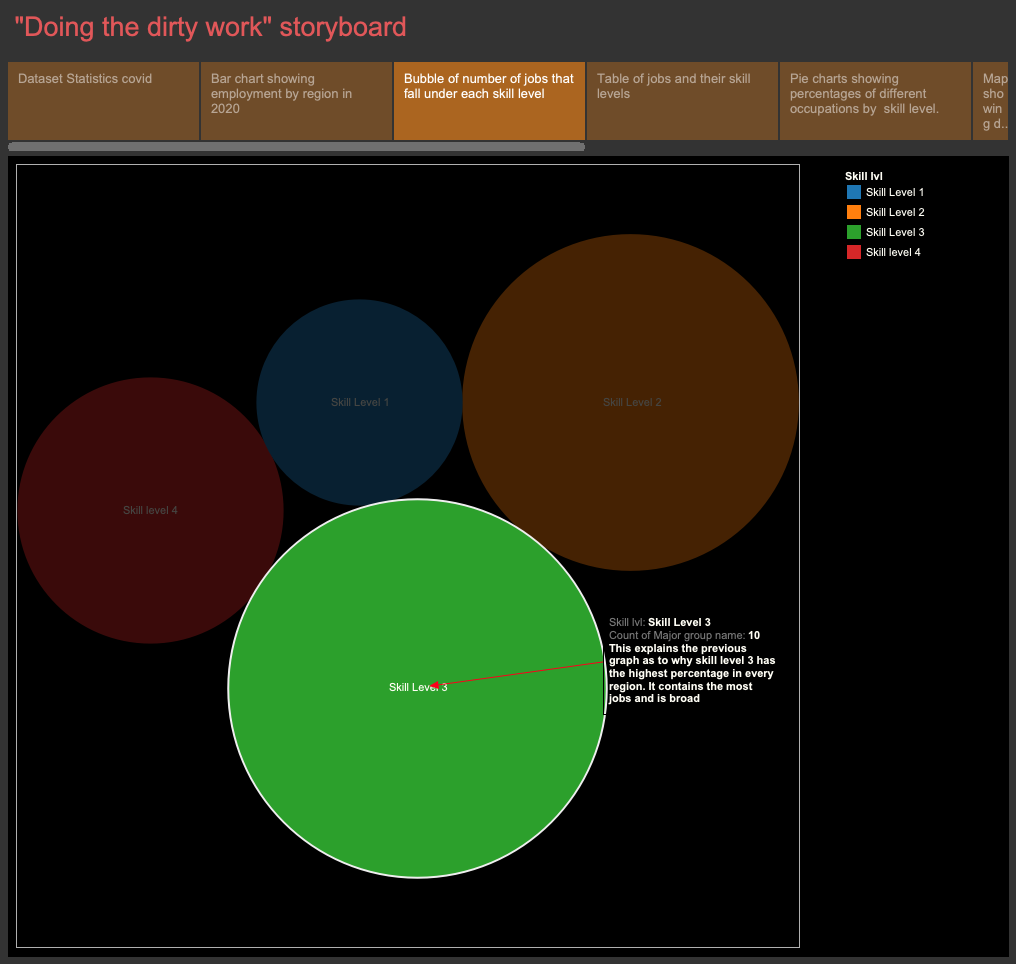 "Doing the dirty work" storyboard
Dataset Statistics covid
Bar chart showing
employment by region in
2020
Bubble of number of jobs that
fall under each skill level
Table of jobs and their skill
levels
Pie charts showing
percentages of different
occupations by  skill level.
Map
sho
win
g d...
Skill lvl
Skill Level 1
Skill Level 2
Skill Level 3
Skill level 4
Skill Level 1
Skill Level 2
Skill level 4
Skill Level 3
Skill lvl: Skill Level 3
Count of Major group name: 10
This explains the previous
graph as to why skill level 3 has
the highest percentage in every
region. It contains the most
jobs and is broad